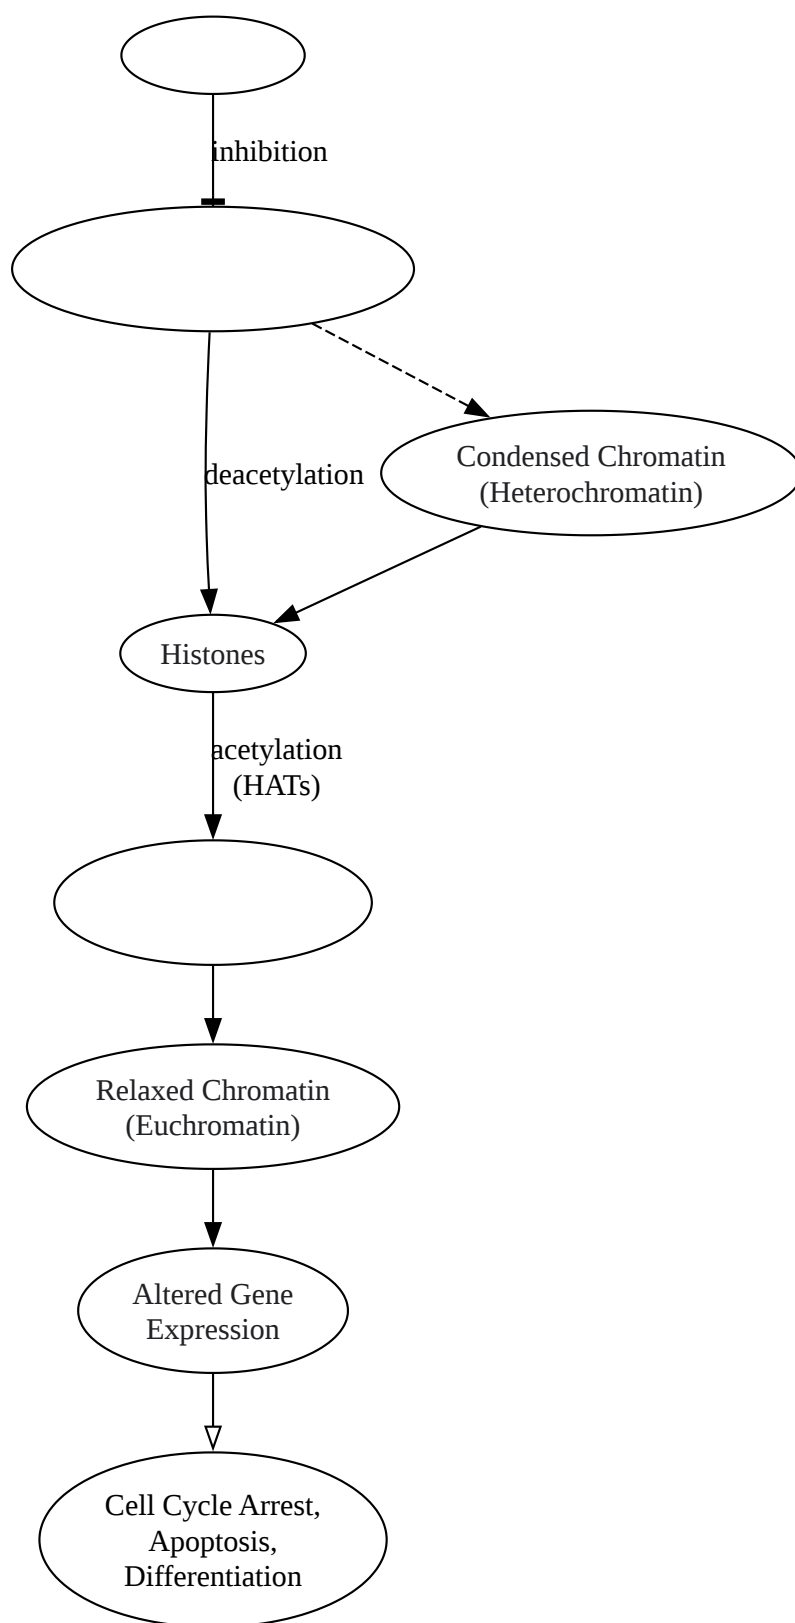 inhibition
deacetylation
Condensed Chromatin
(Heterochromatin)
Histones
acetylation
(HATs)
Relaxed Chromatin
(Euchromatin)
Altered Gene
Expression
Cell Cycle Arrest,
Apoptosis,
Differentiation